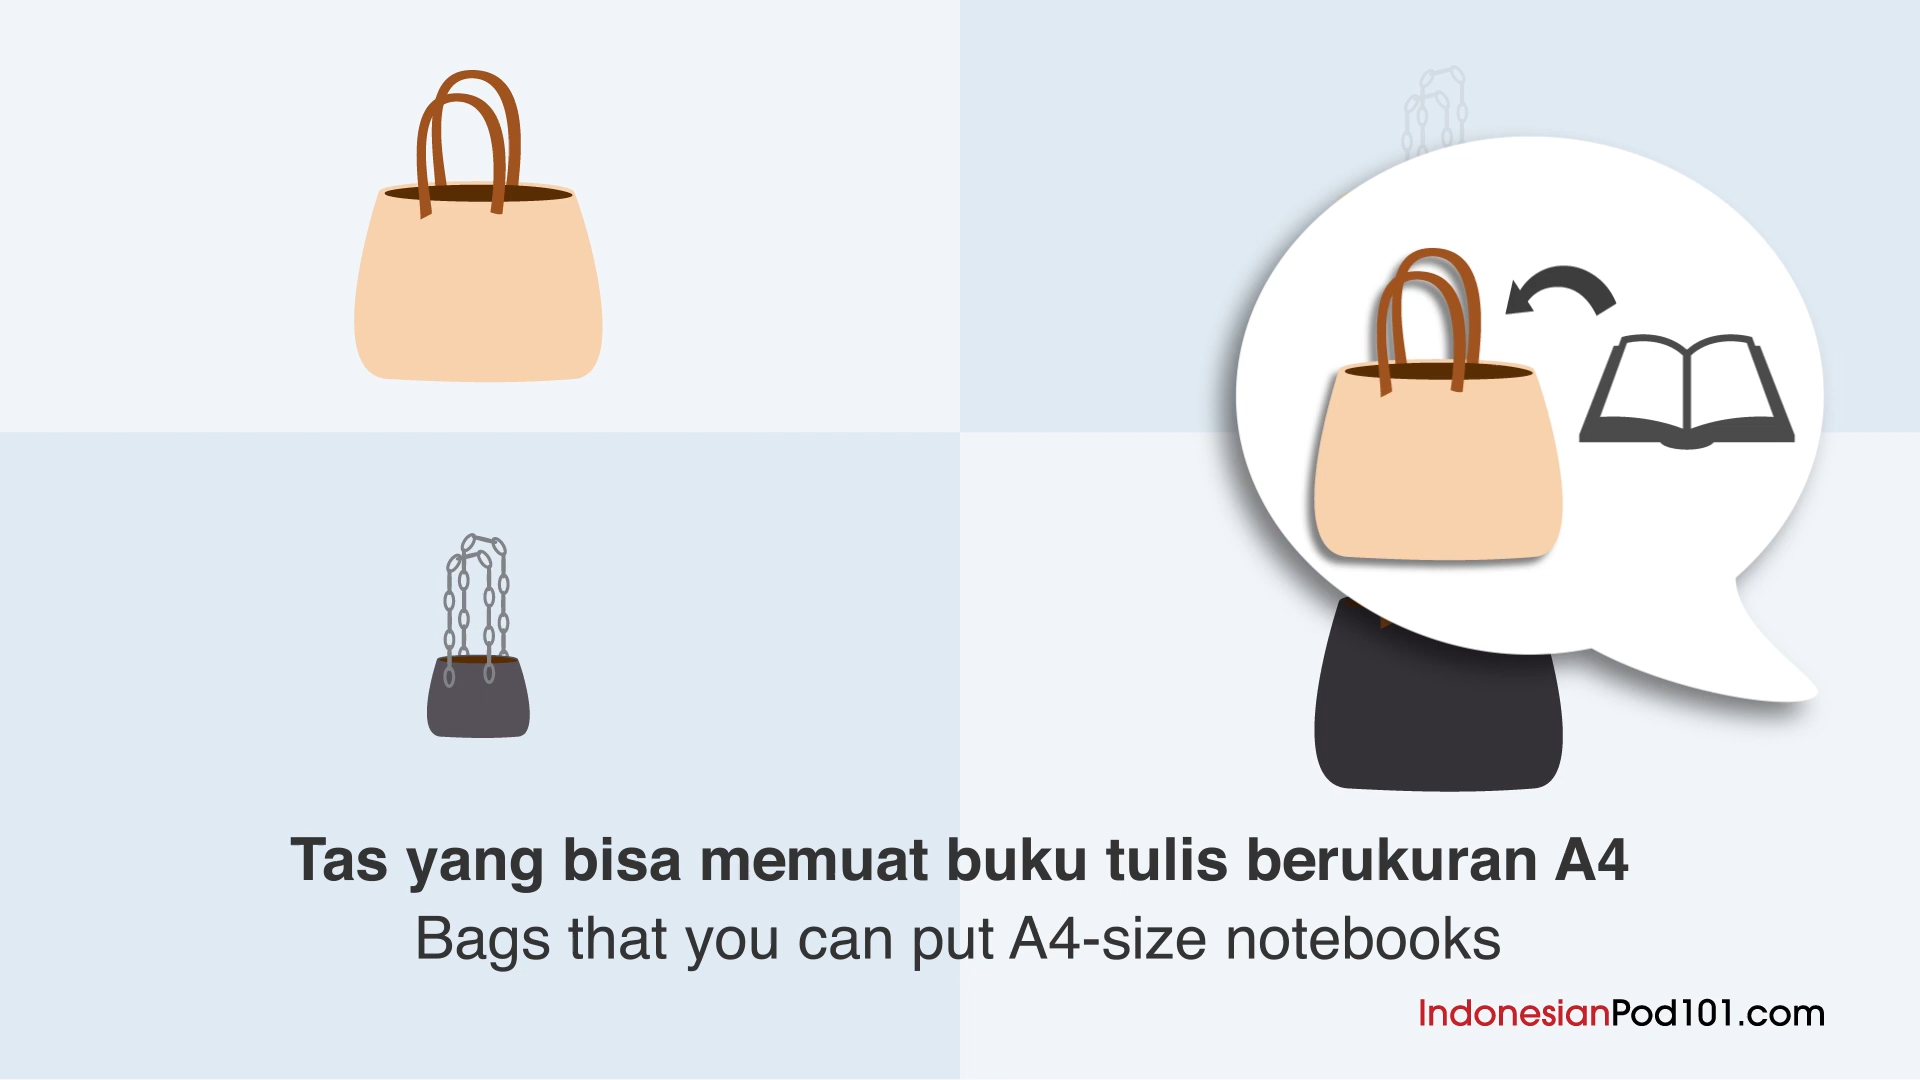 Tas yang bisa memuat buku tulis berukuran A4
Bags that you can put A4-size notebooks
IndonesianPod101.com